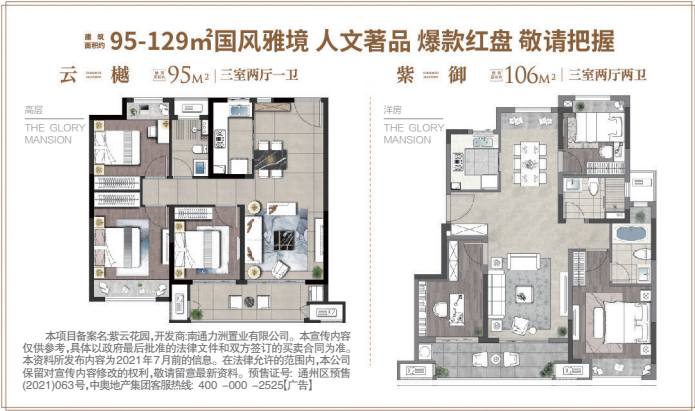 建筑面积约 95-129㎡国风雅境 人文著品 爆款红盘 敬请把握
云樾 建筑面积约95M² 三室两厅一卫
高层
THE GLORY
MANSION
紫御 建筑面积约106M² 三室两厅两卫
洋房
THE GLORY
MANSION
本项目备案名:紫云花园,开发商:南通力洲置业有限公司。本宣传内容
仅供参考,具体以政府最后批准的法律文件和双方签订的买卖合同为准。
本资料所发布内容为2021年7月前的信息。在法律允许的范围内,本公司
保留对宣传内容修改的权利,敬请留意最新资料。预售证号: 通州区预售
(2021)063号,中奥地产集团客服热线: 400 -000 -2525【广告】